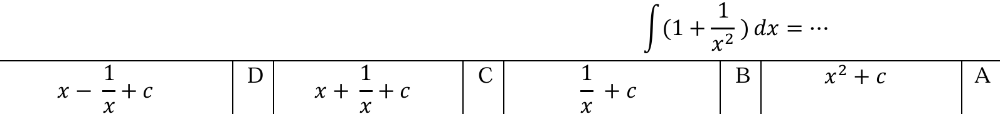 ∫(1 + 1/x²) dx = ⋯
A x² + c B 1/x + c C x + 1/x + c D x − 1/x + c